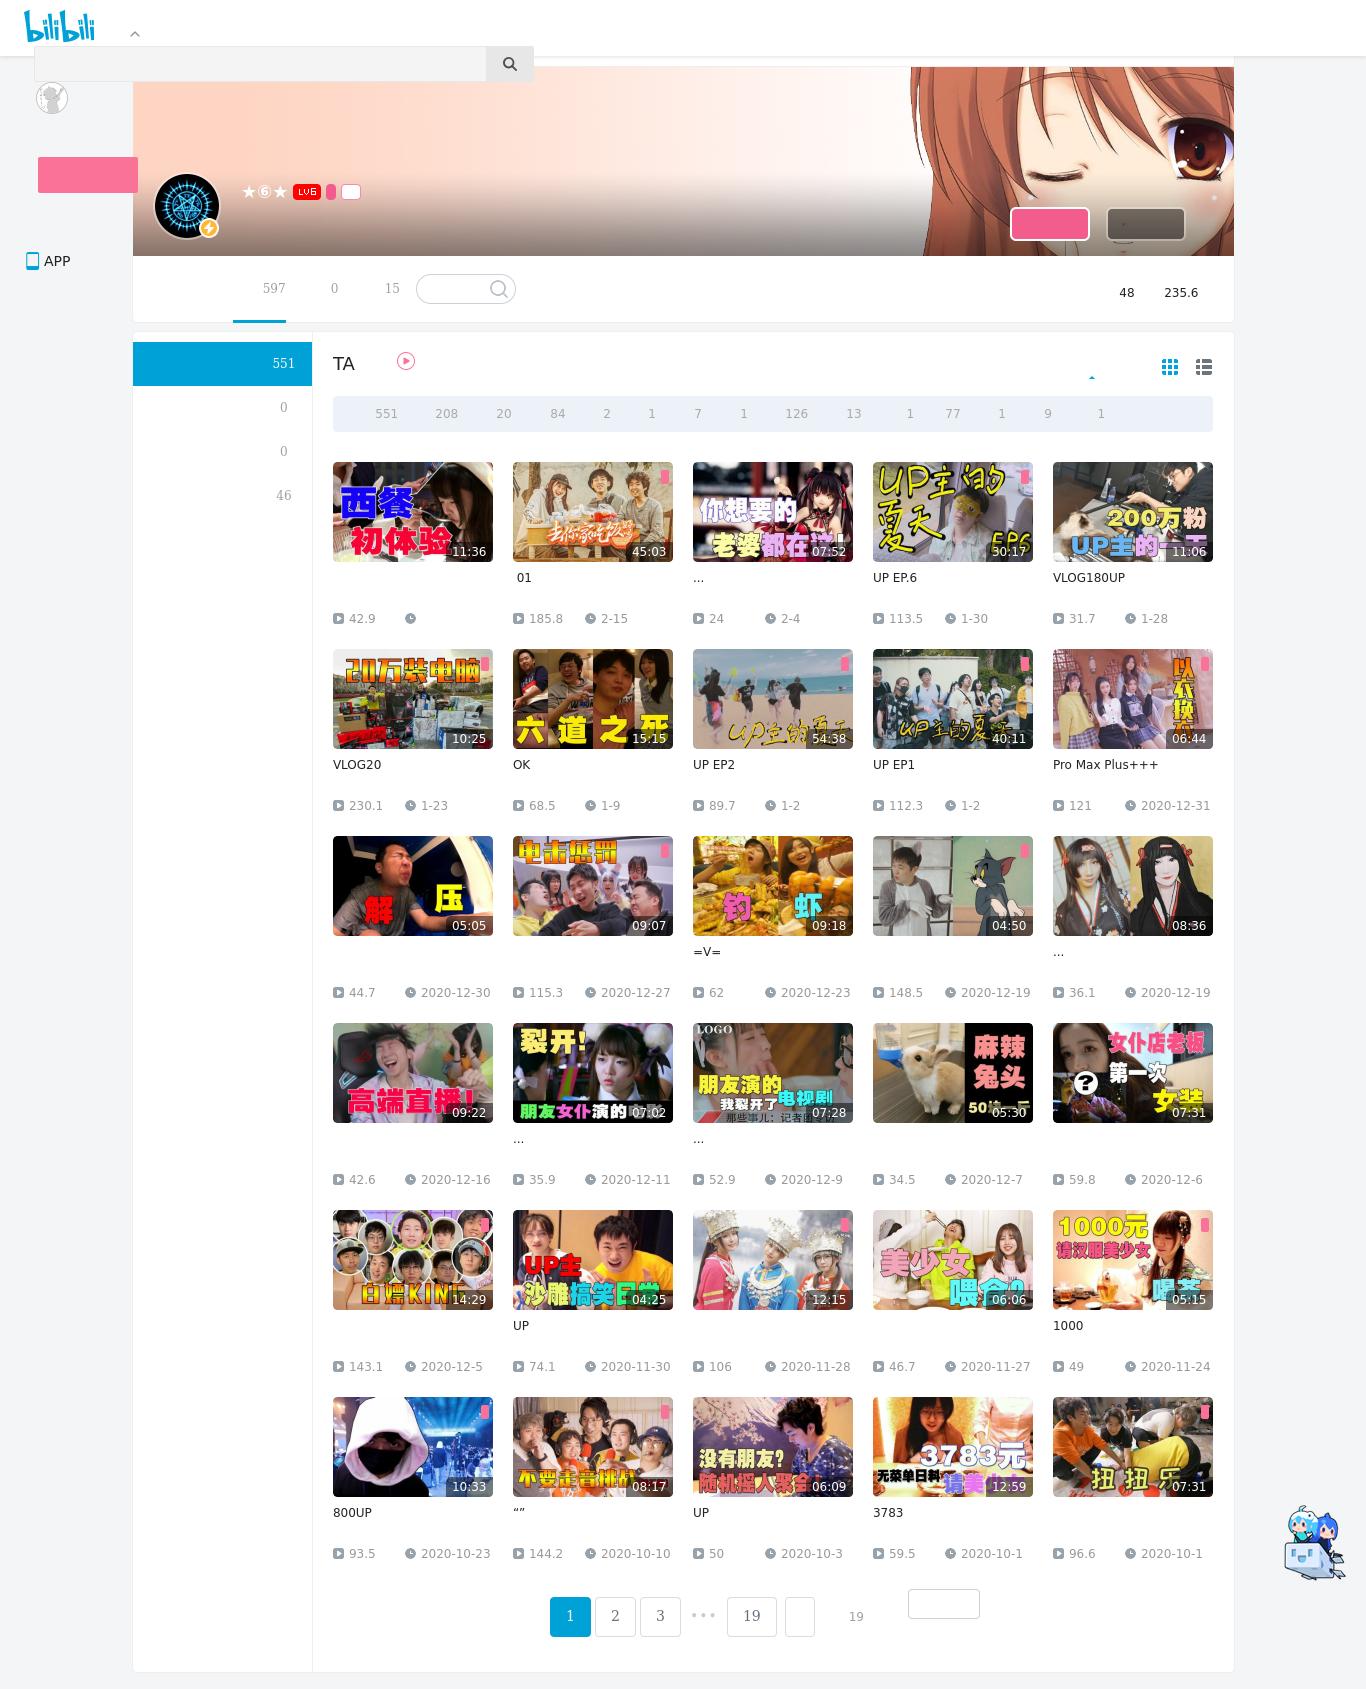 bilibili
★⑥★ LV6
APP
597 0 15
48 235.6
551
0
0
46
TA
551 208 20 84 2 1 7 1 126 13 1 77 1 9 1
西餐
初体验
11:36
去你家吃饭
45:03
你想要的
老婆都在这!
07:52
UP主的
夏天
EP6
30:17
200万粉
UP主的一天
11:06
01
...
UP EP.6
VLOG180UP
42.9
185.8 2-15
24 2-4
113.5 1-30
31.7 1-28
20万装电脑
10:25
六道之死
15:15
UP主的夏天
54:38
UP主的夏天
40:11
以衣换
06:44
VLOG20
OK
UP EP2
UP EP1
Pro Max Plus+++
230.1 1-23
68.5 1-9
89.7 1-2
112.3 1-2
121 2020-12-31
解压
05:05
电击惩罚
09:07
钓虾
09:18
04:50
08:36
=V=
...
44.7 2020-12-30
115.3 2020-12-27
62 2020-12-23
148.5 2020-12-19
36.1 2020-12-19
高端直播!
09:22
裂开!
朋友女仆演的
07:02
LOGO
朋友演的
我裂开了电视剧
那些事儿：记者
07:28
麻辣
兔头
50
05:30
女仆店老板
第一次
女装
07:31
...
...
42.6 2020-12-16
35.9 2020-12-11
52.9 2020-12-9
34.5 2020-12-7
59.8 2020-12-6
白嫖KING
14:29
UP主
沙雕搞笑日常
04:25
12:15
美少女
喂食?
06:06
1000元
请汉服美少女
喝茶
05:15
UP
1000
143.1 2020-12-5
74.1 2020-11-30
106 2020-11-28
46.7 2020-11-27
49 2020-11-24
10:33
不要走音挑战
08:17
没有朋友?
随机摇人聚会!
06:09
3783元
无菜单日料
请美少女
12:59
扭扭乐
07:31
800UP
“”
UP
3783
93.5 2020-10-23
144.2 2020-10-10
50 2020-10-3
59.5 2020-10-1
96.6 2020-10-1
1 2 3 ••• 19 19